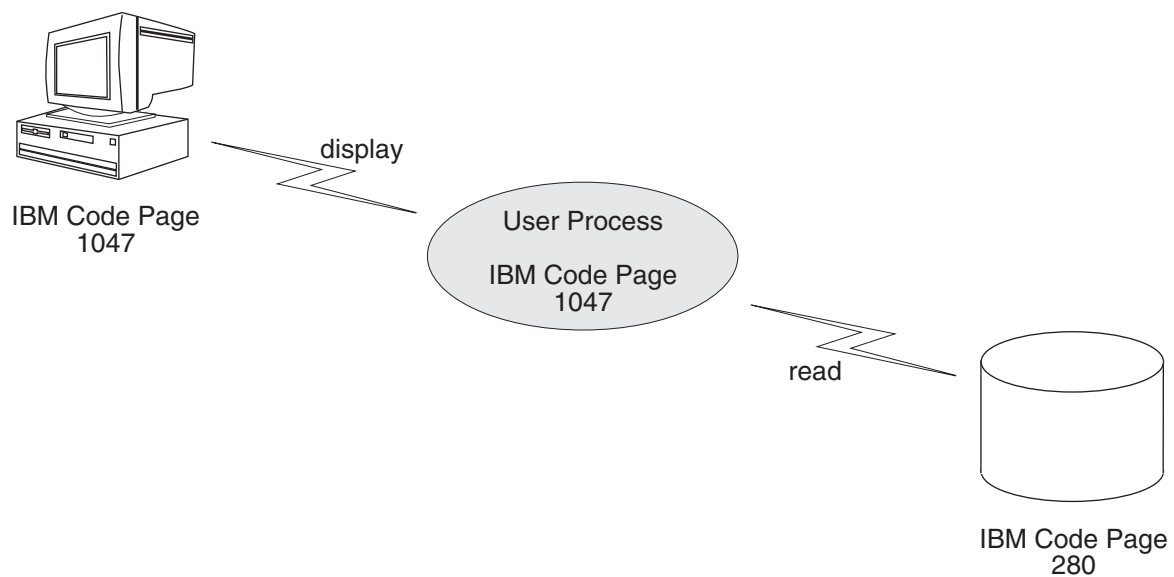 display
IBM Code Page
1047
User Process
IBM Code Page
1047
read
IBM Code Page
280